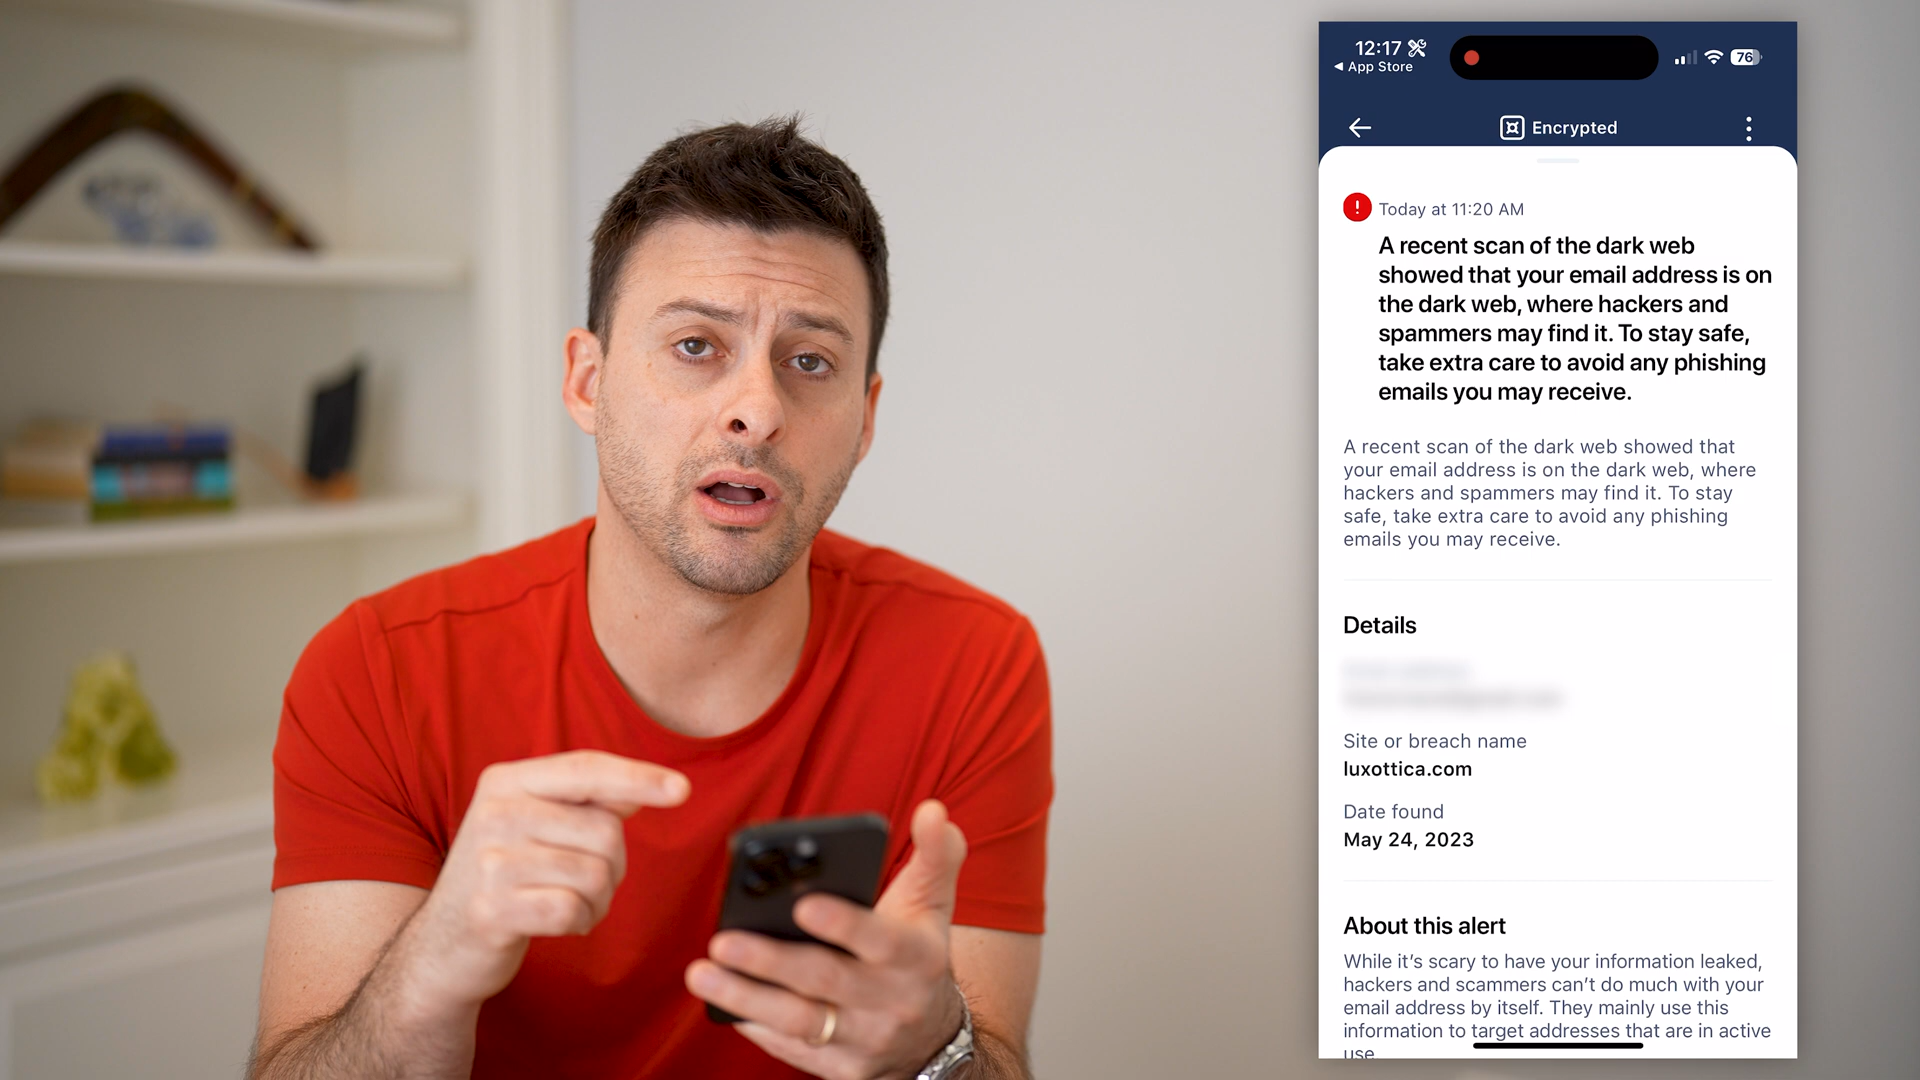 12:17
App Store
76
Encrypted
Today at 11:20 AM
A recent scan of the dark web
showed that your email address is on
the dark web, where hackers and
spammers may find it. To stay safe,
take extra care to avoid any phishing
emails you may receive.
A recent scan of the dark web showed that
your email address is on the dark web, where
hackers and spammers may find it. To stay
safe, take extra care to avoid any phishing
emails you may receive.
Details
Site or breach name
luxottica.com
Date found
May 24, 2023
About this alert
While it’s scary to have your information leaked,
hackers and scammers can’t do much with your
email address by itself. They mainly use this
information to target addresses that are in active
use